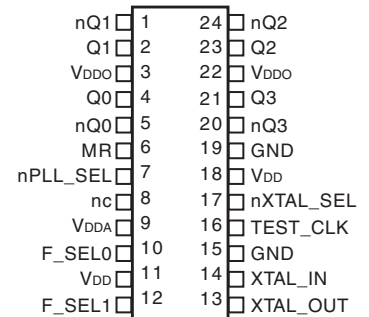 nQ1 1 24 nQ2
Q1 2 23 Q2
VDDO 3 22 VDDO
Q0 4 21 Q3
nQ0 5 20 nQ3
MR 6 19 GND
nPLL_SEL 7 18 VDD
nc 8 17 nXTAL_SEL
VDDA 9 16 TEST_CLK
F_SEL0 10 15 GND
VDD 11 14 XTAL_IN
F_SEL1 12 13 XTAL_OUT